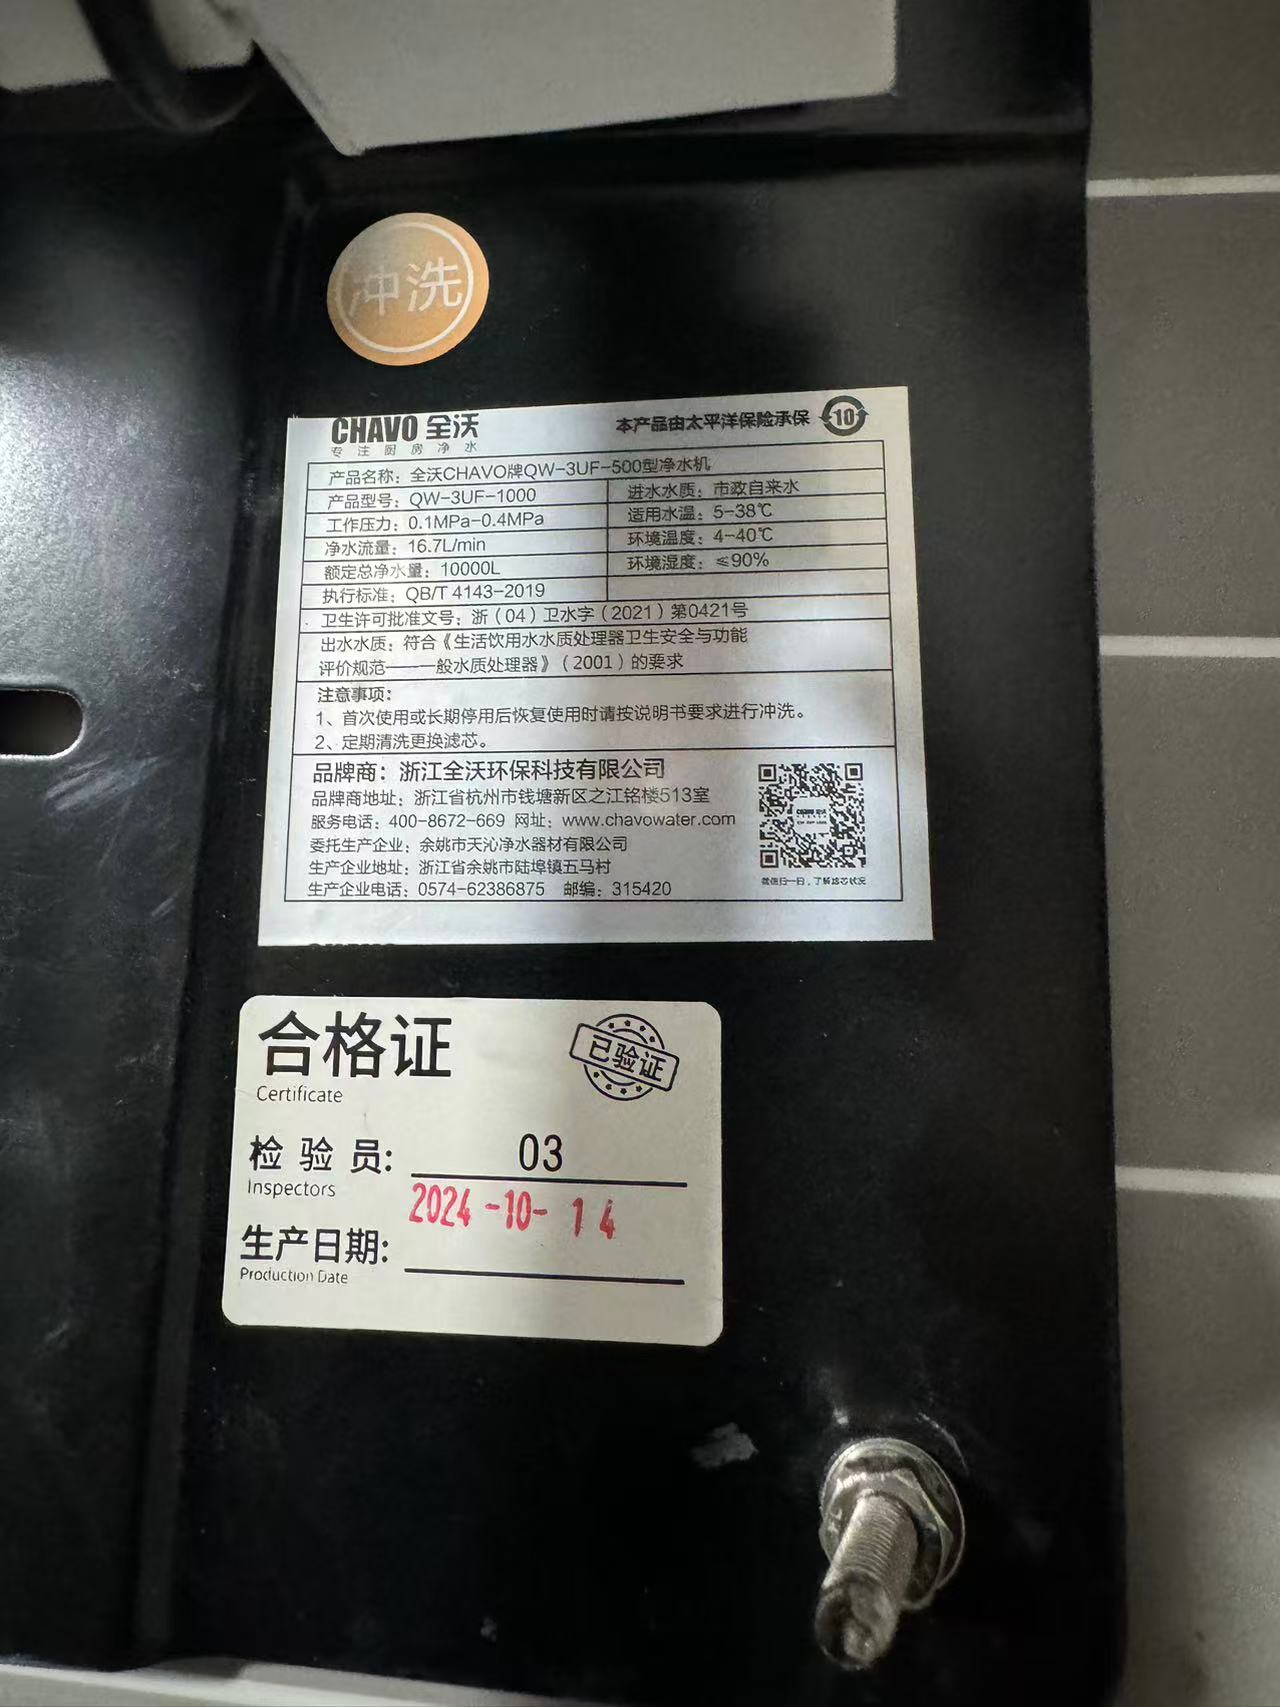 冲洗
CHAVO 全沃
专注厨房净水
本产品由太平洋保险承保 10
产品名称：全沃CHAVO牌QW-3UF-500型净水机
产品型号：QW-3UF-1000 进水水质：市政自来水
工作压力：0.1MPa-0.4MPa 适用水温：5-38℃
净水流量：16.7L/min 环境温度：4-40℃
额定总净水量：10000L 环境湿度：≤90%
执行标准：QB/T 4143-2019
卫生许可批准文号：浙（04）卫水字（2021）第0421号
出水水质：符合《生活饮用水水质处理器卫生安全与功能
评价规范——一般水质处理器》（2001）的要求
注意事项：
1、首次使用或长期停用后恢复使用时请按说明书要求进行冲洗。
2、定期清洗更换滤芯。
品牌商：浙江全沃环保科技有限公司
品牌商地址：浙江省杭州市钱塘新区之江铭楼513室
服务电话：400-8672-669 网址：www.chavowater.com
委托生产企业：余姚市天沁净水器材有限公司
生产企业地址：浙江省余姚市陆埠镇五马村
生产企业电话：0574-62386875 邮编：315420
微信扫一扫，了解滤芯状况
合格证
Certificate
已验证
检验员：03
Inspectors
2024-10-14
生产日期：
Production Date